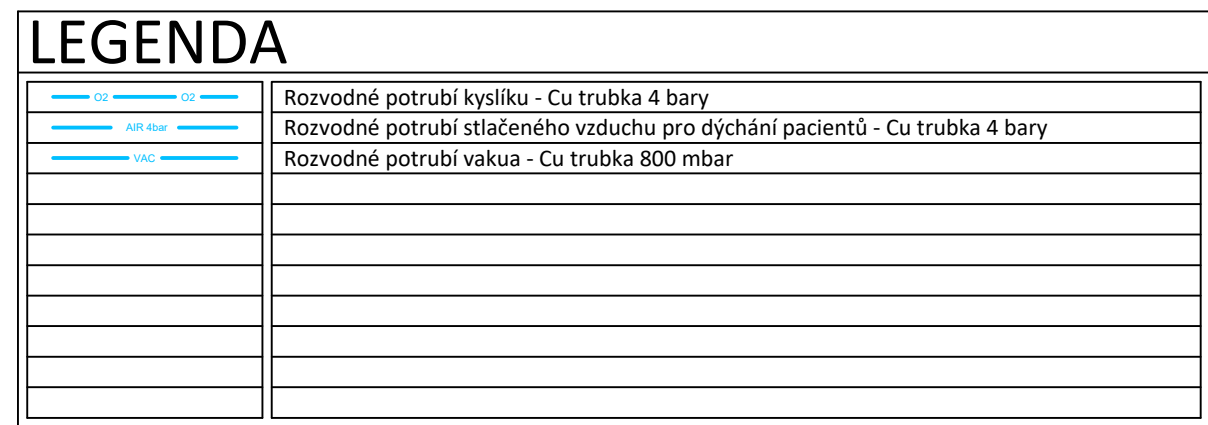 LEGENDA
O2 O2 Rozvodné potrubí kyslíku - Cu trubka 4 bary
AIR 4bar Rozvodné potrubí stlačeného vzduchu pro dýchání pacientů - Cu trubka 4 bary
VAC Rozvodné potrubí vakua - Cu trubka 800 mbar